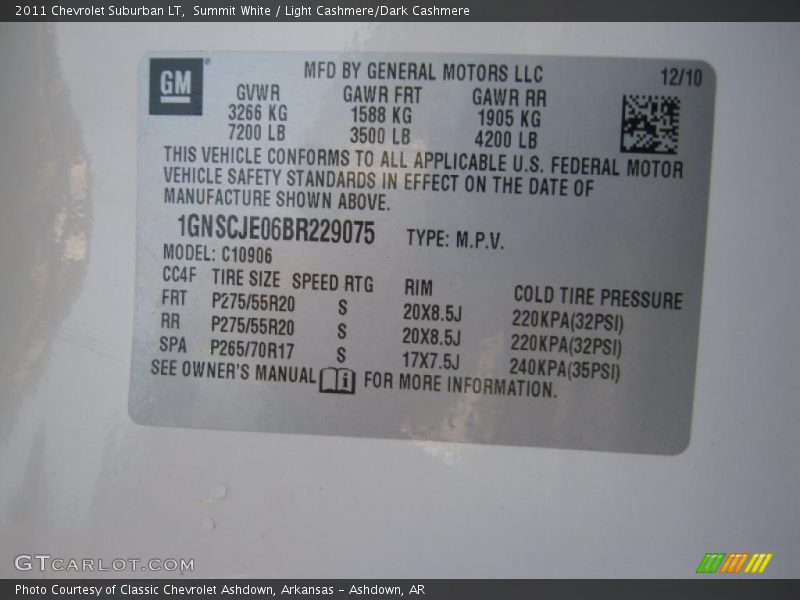 2011 Chevrolet Suburban LT,  Summit White / Light Cashmere/Dark Cashmere
GM
MFD BY GENERAL MOTORS LLC 12/10
GVWR GAWR FRT GAWR RR
3266 KG 1588 KG 1905 KG
7200 LB 3500 LB 4200 LB
THIS VEHICLE CONFORMS TO ALL APPLICABLE U.S. FEDERAL MOTOR
VEHICLE SAFETY STANDARDS IN EFFECT ON THE DATE OF
MANUFACTURE SHOWN ABOVE.
1GNSCJE06BR229075 TYPE: M.P.V.
MODEL: C10906
CC4F TIRE SIZE SPEED RTG RIM COLD TIRE PRESSURE
FRT P275/55R20 S 20X8.5J 220KPA(32PSI)
RR P275/55R20 S 20X8.5J 220KPA(32PSI)
SPA P265/70R17 S 17X7.5J 240KPA(35PSI)
SEE OWNER'S MANUAL i FOR MORE INFORMATION.
GTCARLOT.COM
Photo Courtesy of Classic Chevrolet Ashdown, Arkansas - Ashdown, AR